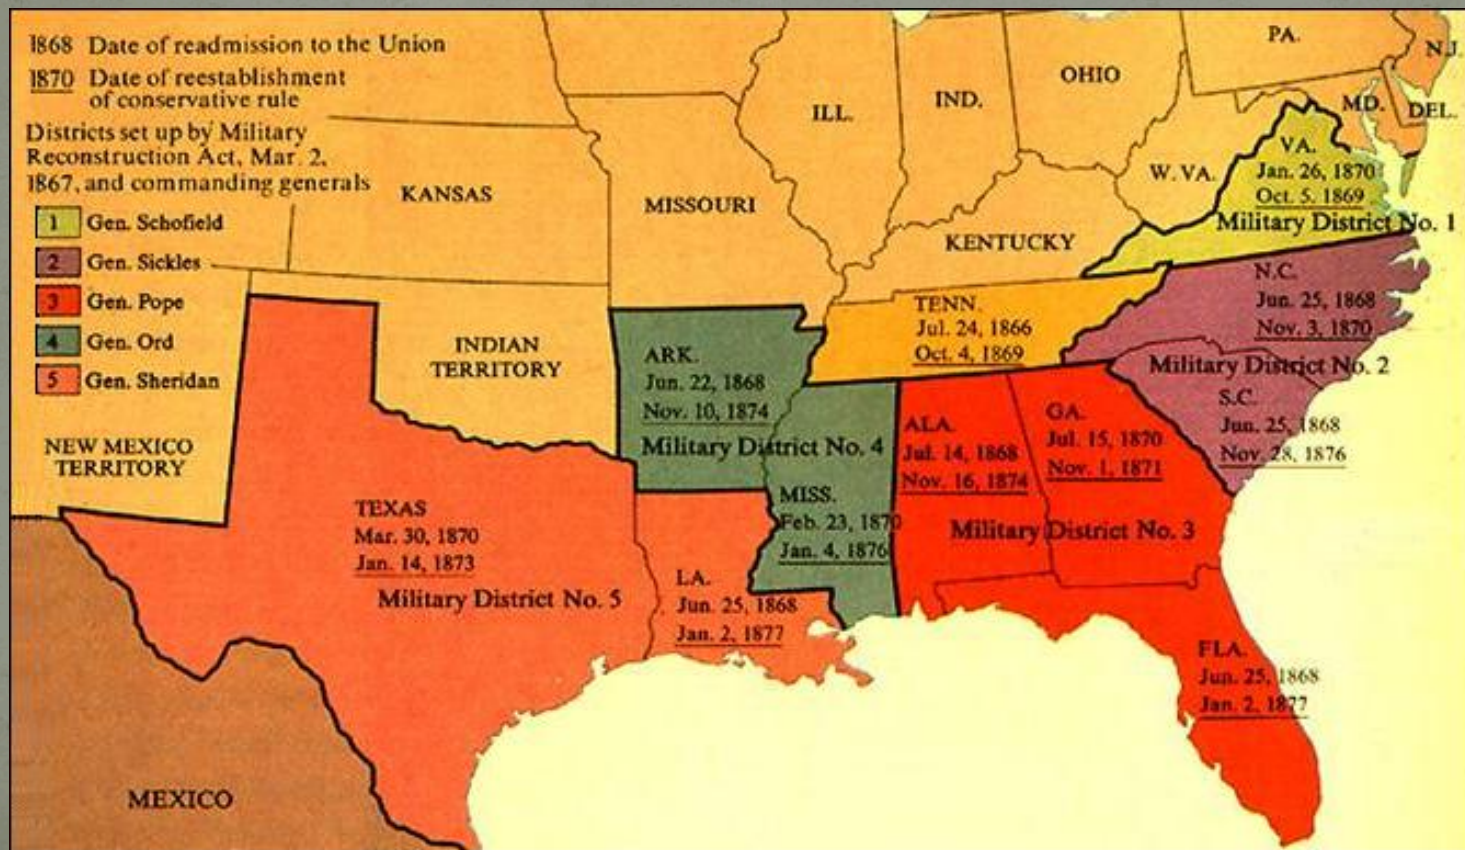 1868 Date of readmission to the Union
1870 Date of reestablishment
of conservative rule
Districts set up by Military
Reconstruction Act, Mar. 2,
1867, and commanding generals
1 Gen. Schofield
2 Gen. Sickles
3 Gen. Pope
4 Gen. Ord
5 Gen. Sheridan
KANSAS
MISSOURI
ILL.
IND.
OHIO
PA.
N.J.
MD.
DEL.
W. VA.
KENTUCKY
VA.
Jan. 26, 1870
Oct. 5, 1869
Military District No. 1
N.C.
Jun. 25, 1868
Nov. 3, 1870
Military District No. 2
S.C.
Jun. 25, 1868
Nov. 28, 1876
TENN.
Jul. 24, 1866
Oct. 4, 1869
INDIAN
TERRITORY
NEW MEXICO
TERRITORY
ARK.
Jun. 22, 1868
Nov. 10, 1874
Military District No. 4
MISS.
Feb. 23, 1870
Jan. 4, 1876
ALA.
Jul. 14, 1868
Nov. 16, 1874
GA.
Jul. 15, 1870
Nov. 1, 1871
Military District No. 3
TEXAS
Mar. 30, 1870
Jan. 14, 1873
Military District No. 5
LA.
Jun. 25, 1868
Jan. 2, 1877
FLA.
Jun. 25, 1868
Jan. 2, 1877
MEXICO